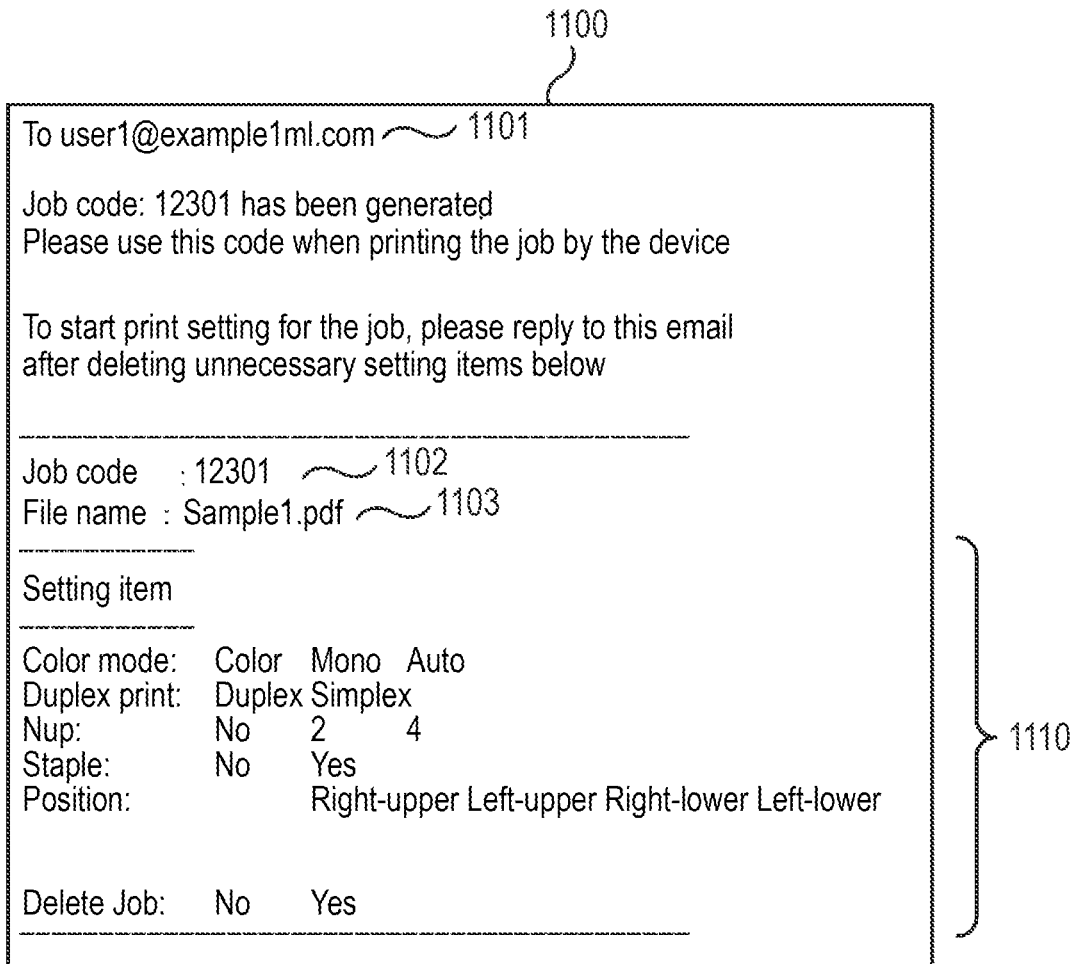 1100
To user1@example1ml.com 1101
Job code: 12301 has been generated
Please use this code when printing the job by the device
To start print setting for the job, please reply to this email
after deleting unnecessary setting items below
Job code : 12301 1102
File name : Sample1.pdf 1103
Setting item
Color mode: Color Mono Auto
Duplex print: Duplex Simplex
Nup: No 2 4
Staple: No Yes
Position: Right-upper Left-upper Right-lower Left-lower
1110
Delete Job: No Yes